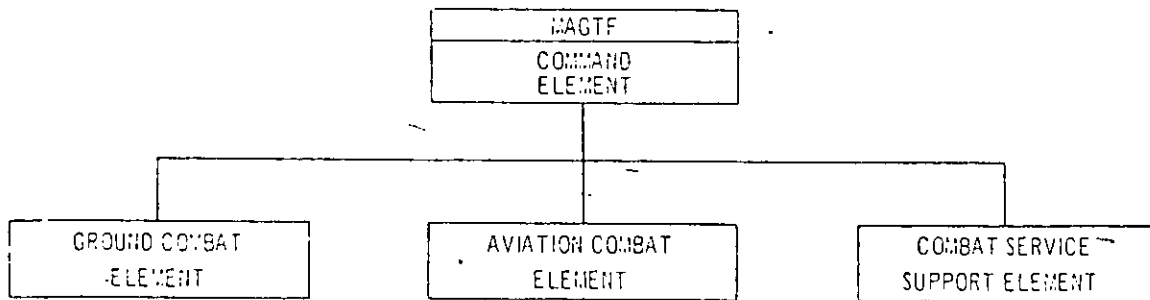 MAGTF
COMMAND
ELEMENT
GROUND COMBAT
ELEMENT
AVIATION COMBAT
ELEMENT
COMBAT SERVICE
SUPPORT ELEMENT